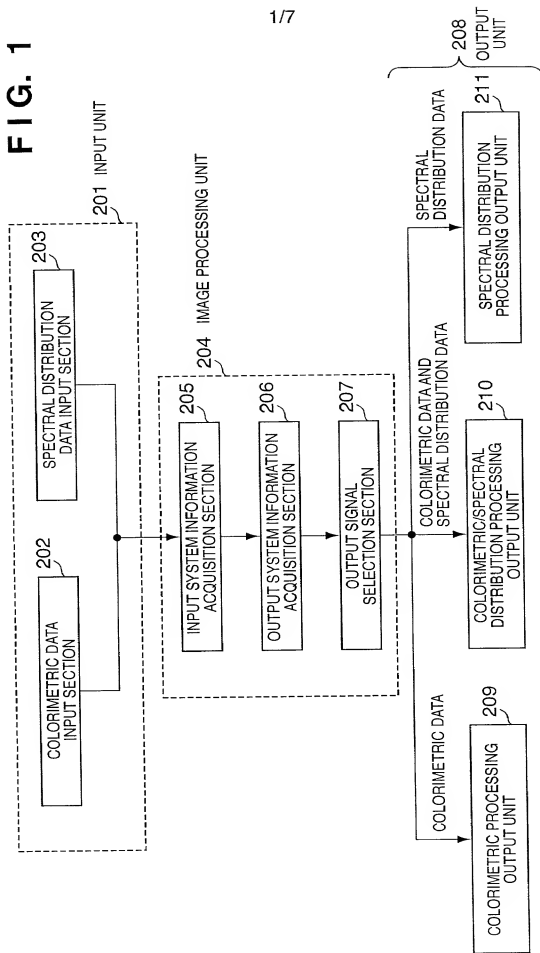 1/7
FIG. 1
201 INPUT UNIT
202
COLORIMETRIC DATA
INPUT SECTION
203
SPECTRAL DISTRIBUTION
DATA INPUT SECTION
204 IMAGE PROCESSING UNIT
205
INPUT SYSTEM INFORMATION
ACQUISITION SECTION
206
OUTPUT SYSTEM INFORMATION
ACQUISITION SECTION
207
OUTPUT SIGNAL
SELECTION SECTION
COLORIMETRIC DATA
COLORIMETRIC DATA AND
SPECTRAL DISTRIBUTION DATA
SPECTRAL
DISTRIBUTION DATA
208 OUTPUT
UNIT
209
COLORIMETRIC PROCESSING
OUTPUT UNIT
210
COLORIMETRIC/SPECTRAL
DISTRIBUTION PROCESSING
OUTPUT UNIT
211
SPECTRAL DISTRIBUTION
PROCESSING OUTPUT UNIT